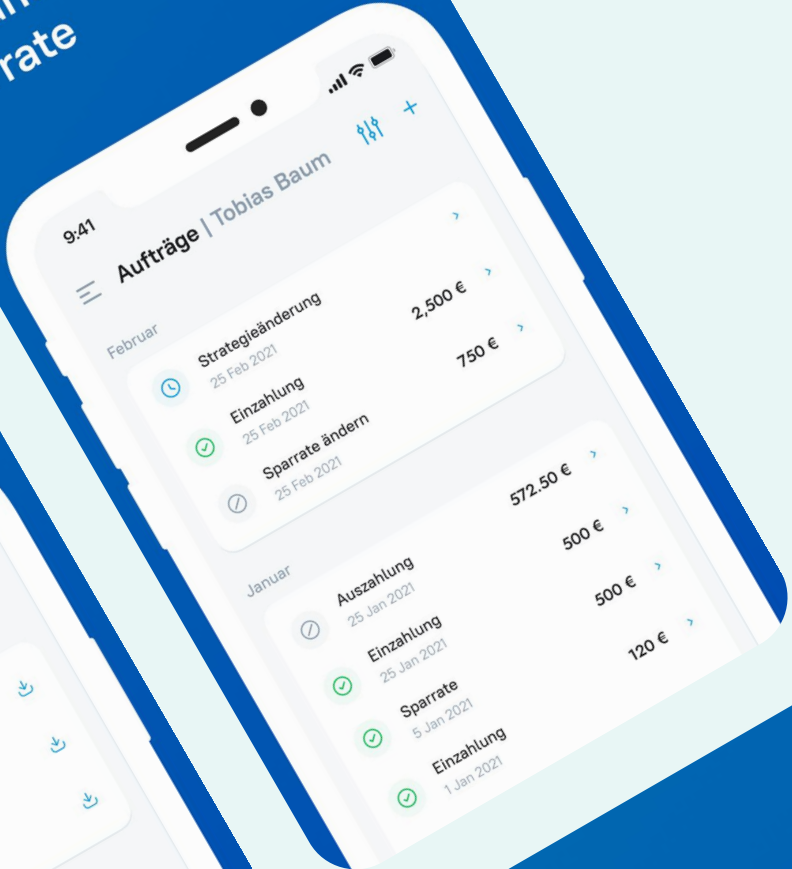 rate
9:41
Aufträge | Tobias Baum
Februar
Strategieänderung
25 Feb 2021
Einzahlung
25 Feb 2021
2,500 €
Sparrate ändern
25 Feb 2021
750 €
Januar
Auszahlung
25 Jan 2021
572.50 €
Einzahlung
25 Jan 2021
500 €
Sparrate
5 Jan 2021
500 €
Einzahlung
1 Jan 2021
120 €